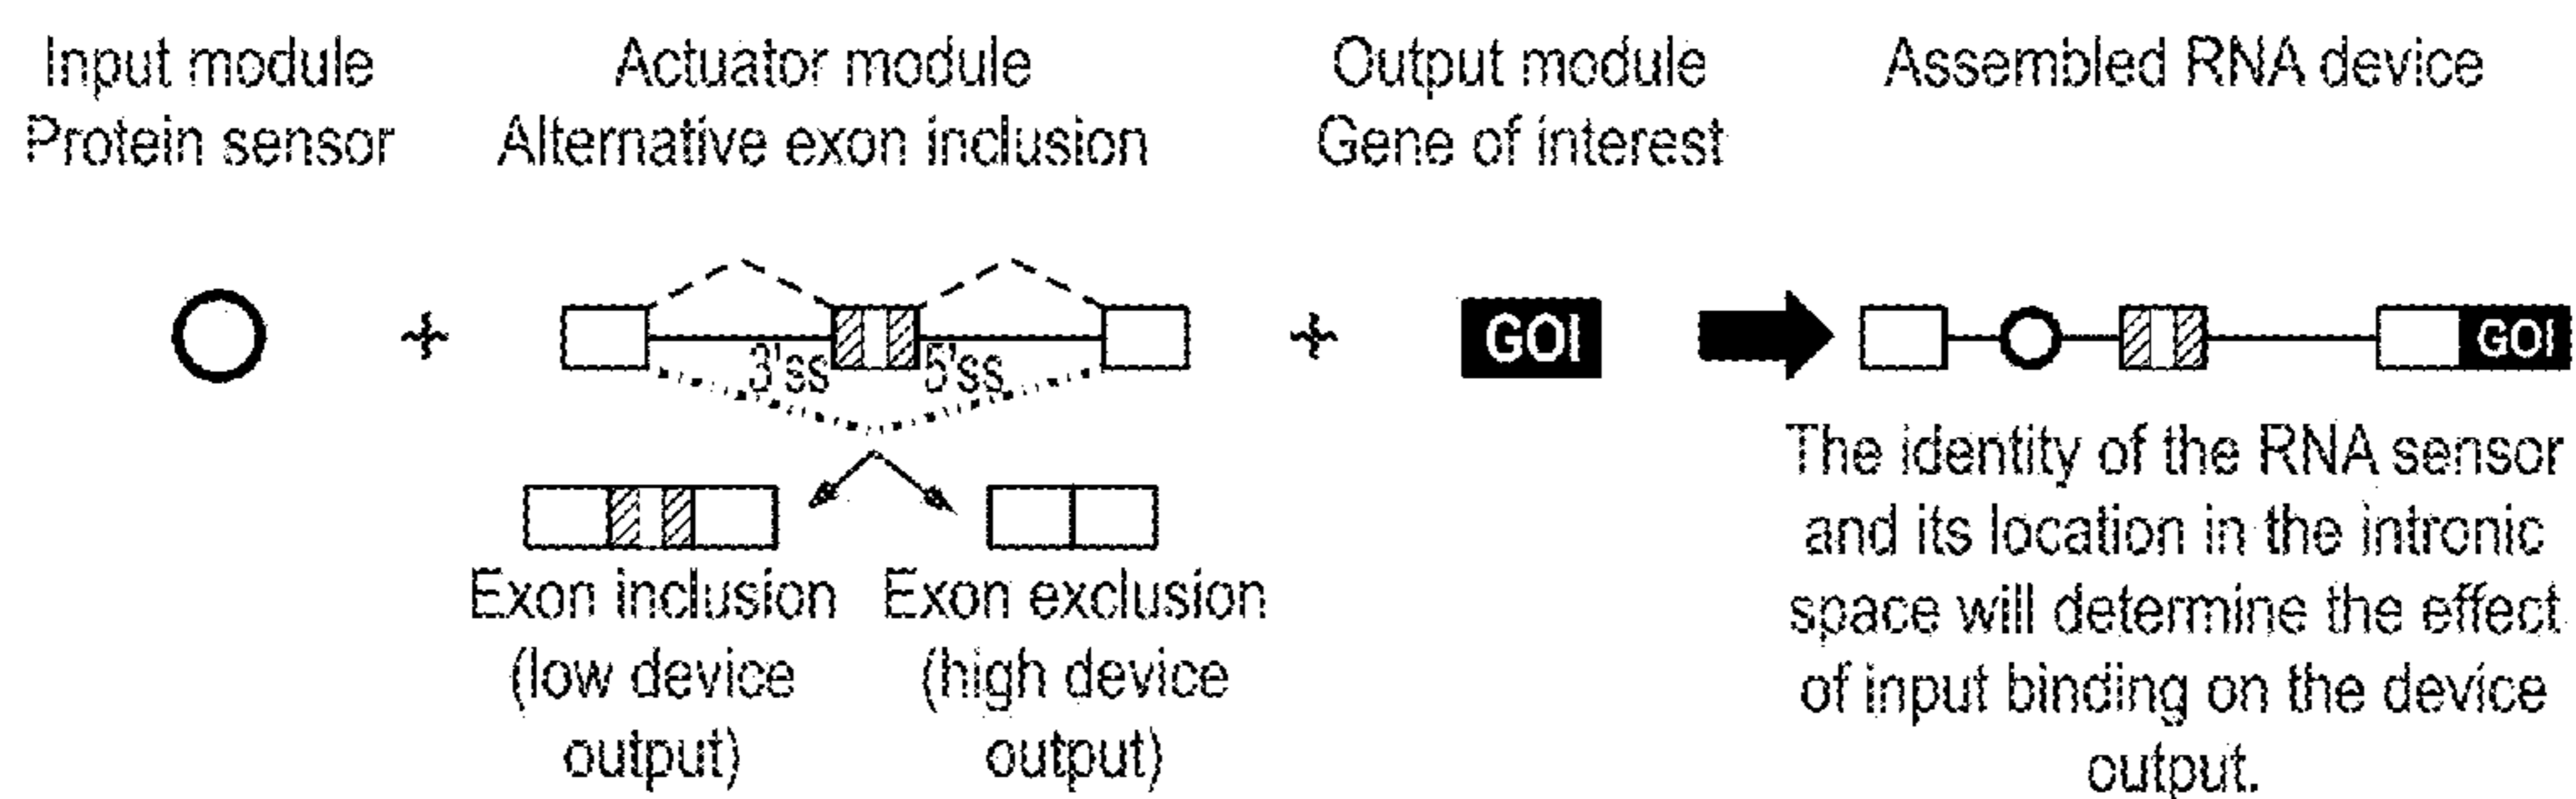 Input module
Protein sensor
Actuator module
Alternative exon inclusion
Output module
Gene of interest
Assembled RNA device
+
3'ss
5'ss
+
GOI
GOI
Exon inclusion
(low device
output)
Exon exclusion
(high device
output)
The identity of the RNA sensor
and its location in the intronic
space will determine the effect
of input binding on the device
output.